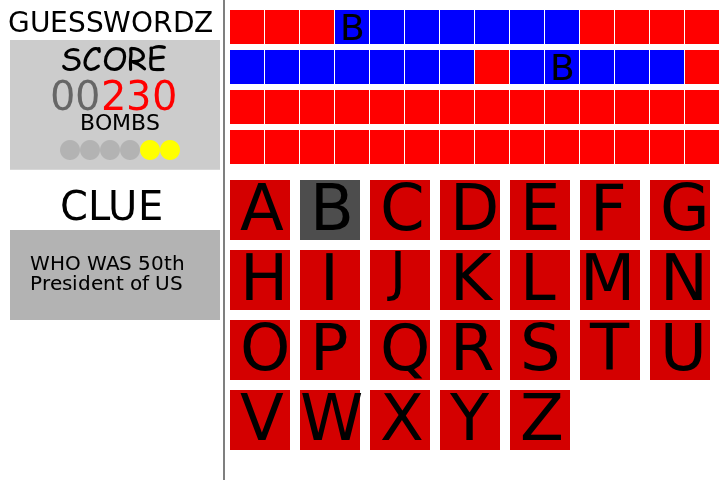 GUESSWORDZ
SCORE
00230
BOMBS
CLUE
WHO WAS 50th
President of US
B
B
A B C D E F G
H I J K L M N
O P Q R S T U
V W X Y Z